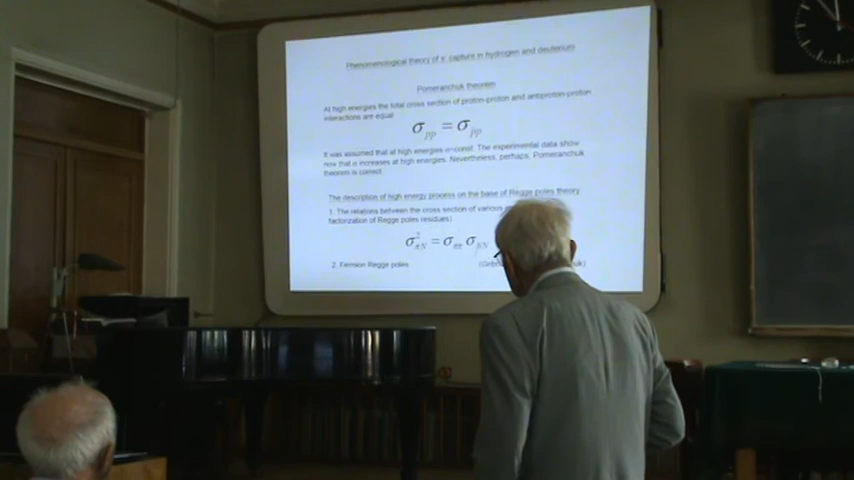 Phenomenological theory of π- capture in hydrogen and deuterium
Pomeranchuk theorem
At high energies the total cross section of proton-proton and antiproton-proton
interactions are equal
σpp = σpp̄
It was assumed that at high energies σ=const. The experimental data show
now that σ increases at high energies. Nevertheless, perhaps, Pomeranchuk
theorem is correct.
The description of high energy process on the base of Regge poles theory
1. The relations between the cross section of various
factorization of Regge poles residues)
σ²πN = σππ σNN
2. Fermion Regge poles